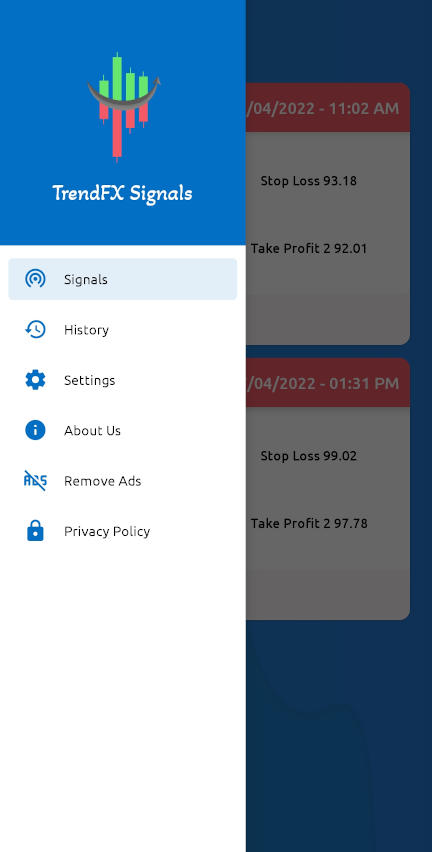 TrendFX Signals
Signals
History
Settings
About Us
ADS
Remove Ads
Privacy Policy
/04/2022 - 11:02 AM
Stop Loss 93.18
Take Profit 2 92.01
/04/2022 - 01:31 PM
Stop Loss 99.02
Take Profit 2 97.78